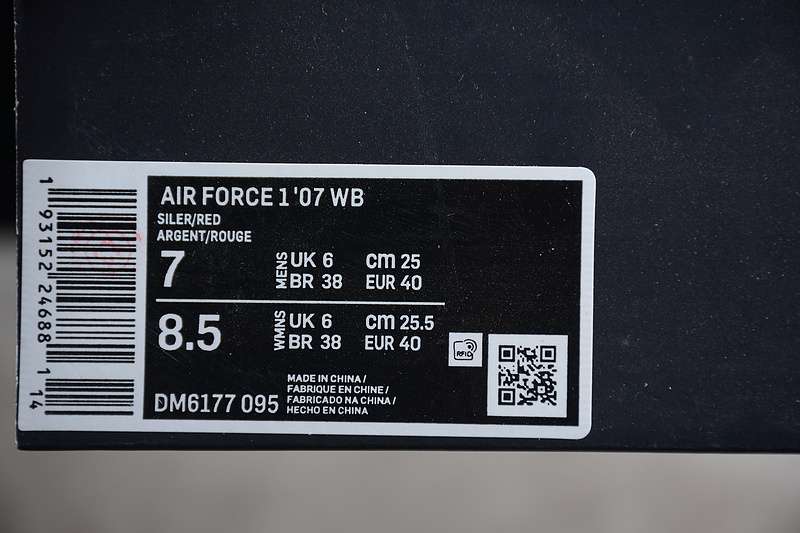 AIR FORCE 1 '07 WB
SILER/RED
ARGENT/ROUGE
7 MENS UK 6 cm 25
BR 38 EUR 40
8.5 WMNS UK 6 cm 25.5
BR 38 EUR 40
RFID
DM6177 095
MADE IN CHINA /
FABRIQUE EN CHINE /
FABRICADO NA CHINA /
HECHO EN CHINA
1 93152 24688 1
14